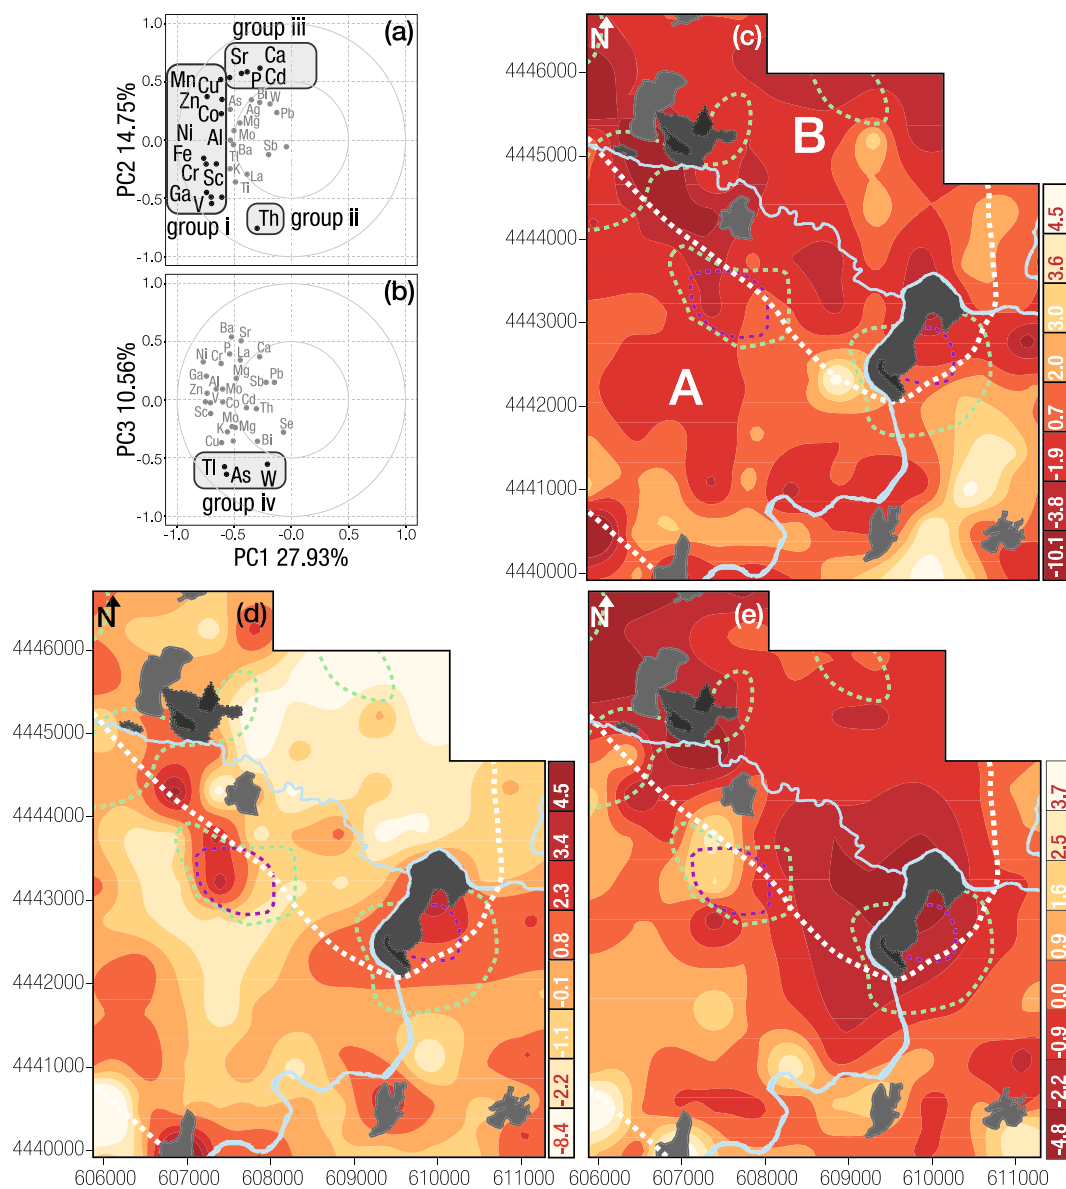 (a)
group iii
1.0
0.5
0.0
-0.5
-1.0
PC2 14.75%
Sr
Ca
P
Cd
Mn
Cu
Zn
Co
Ni
Al
Fe
Cr
Sc
Ga
V
group i
As
Bi
W
Ag
Pb
Mg
Mo
Sb
Tl
Ba
K
La
Ti
Th
group ii
(b)
1.0
0.5
0.0
-0.5
-1.0
PC3 10.56%
Ba
Sr
P
La
Ca
Ni
Cr
Ga
Mg
Sb
Pb
Al
Zn
Mo
V
Co
Cd
Th
Sc
Mo
K
Mg
Se
Cu
Bi
Tl
As
W
group iv
-1.0
-0.5
-0.0
0.5
1.0
PC1 27.93%
N
(c)
B
A
4446000
4445000
4444000
4443000
4442000
4441000
4440000
4.5
3.6
3.0
2.0
0.7
-1.9
-3.8
-10.1
N
(d)
4446000
4445000
4444000
4443000
4442000
4441000
4440000
606000
607000
608000
609000
610000
611000
4.5
3.4
2.3
0.8
-0.1
-1.1
-2.2
-8.4
N
(e)
606000
607000
608000
609000
610000
611000
3.7
2.5
1.6
0.9
0.0
-0.9
-2.2
-4.8